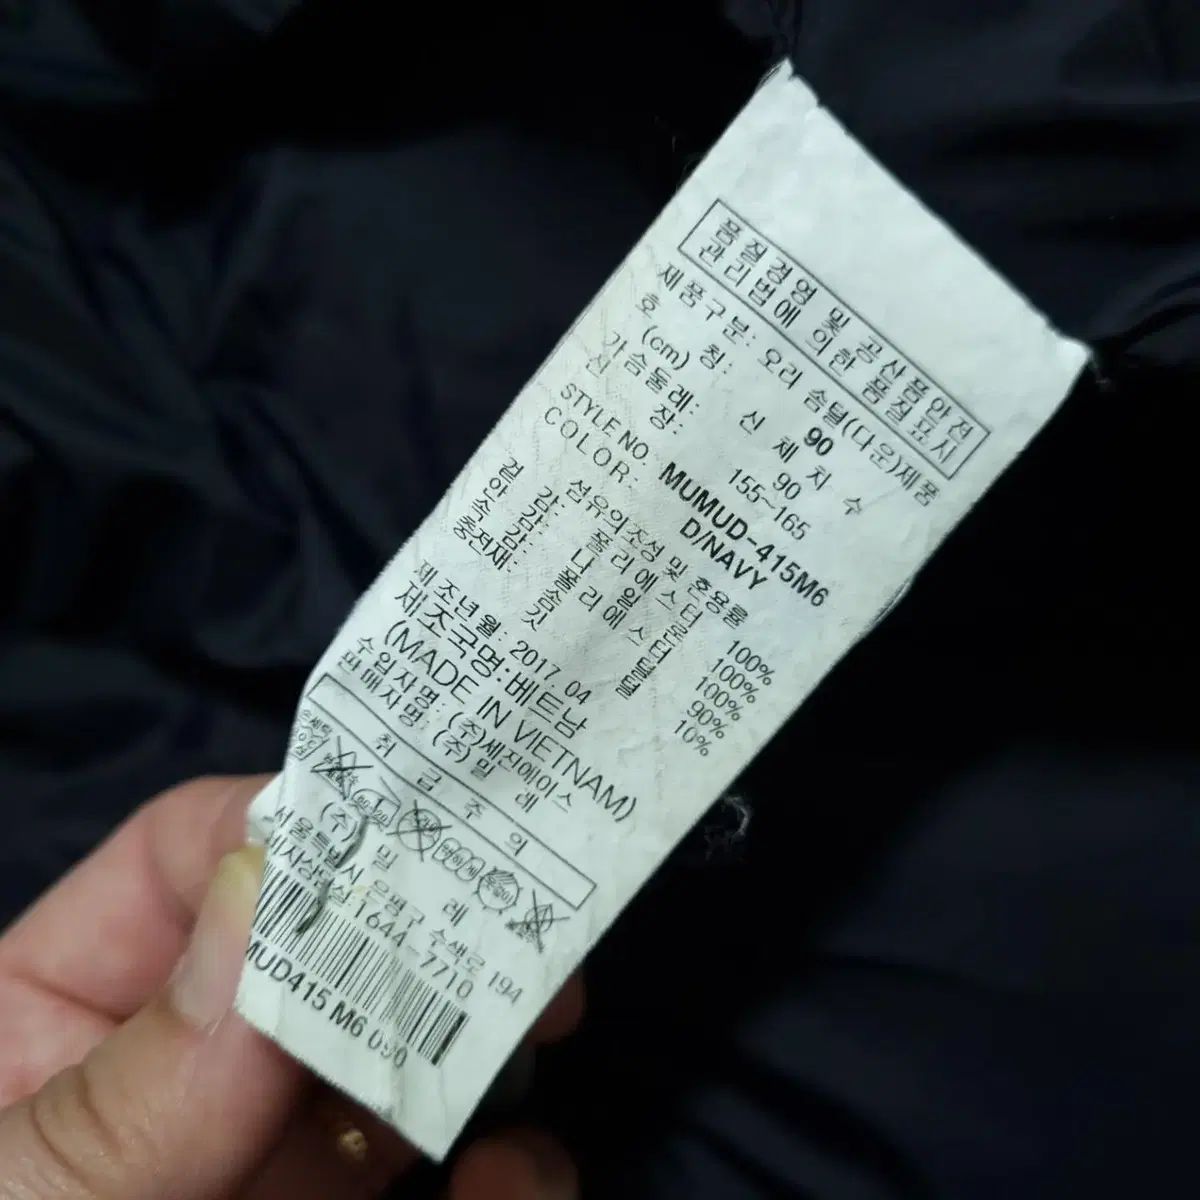 품질경영 및 공산품안전
관리법에 의한 품질표시
제품구분: 오리 솜털(다운)제품
호 칭: 90
(cm) 신 체 치 수
가슴둘레: 90
신 장: 155~165
STYLE NO. MUMUD-415M6
COLOR: D/NAVY
섬유의조성 및 혼용률
겉 감: 폴리에스터 100%
안 감: 나 일 론 100%
속 감: 폴리에스터 100%
충전재: 솜 털 90%
깃 털 10%
제조년월: 2017 04
제조국명:베트남
(MADE IN VIETNAM)
수입자명: (주)세진에이스
판매자명: (주)밀 레
취 급 주 의
(주) 밀 레
서울특별시 은평구 수색로 194
1644-7710
MUD415 M6 090